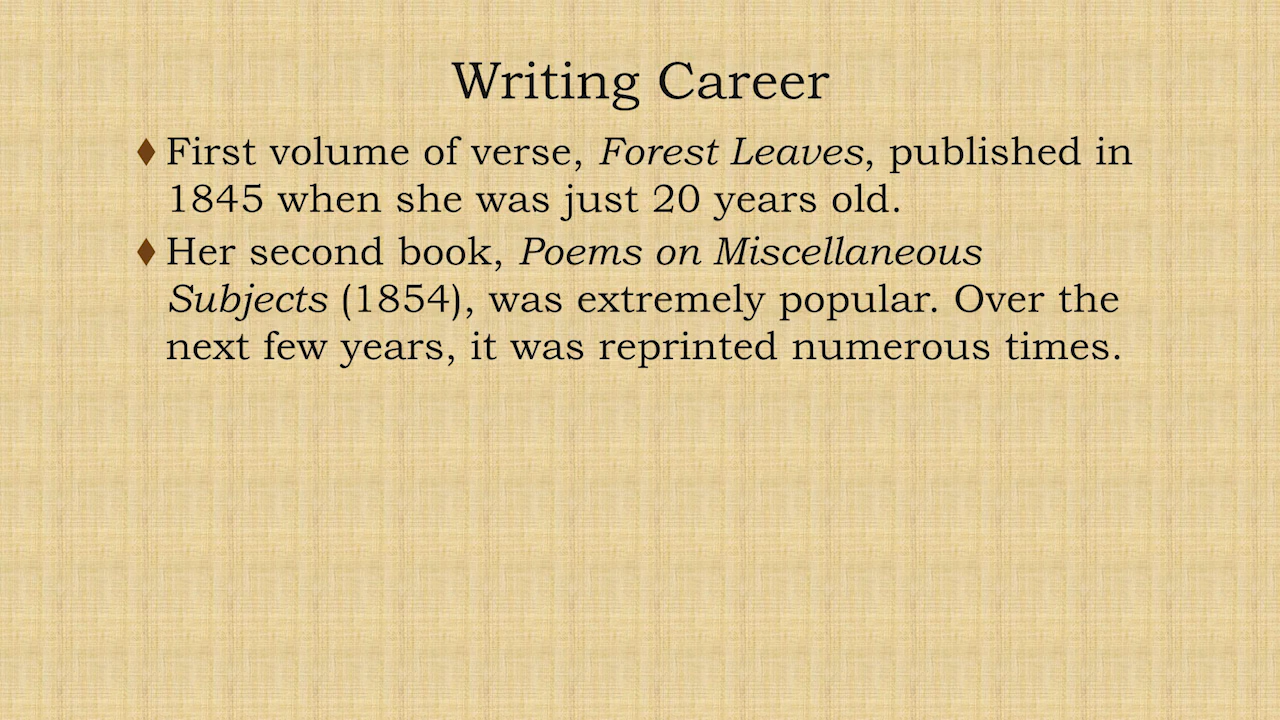 Writing Career
First volume of verse, Forest Leaves, published in
1845 when she was just 20 years old.
Her second book, Poems on Miscellaneous
Subjects (1854), was extremely popular. Over the
next few years, it was reprinted numerous times.